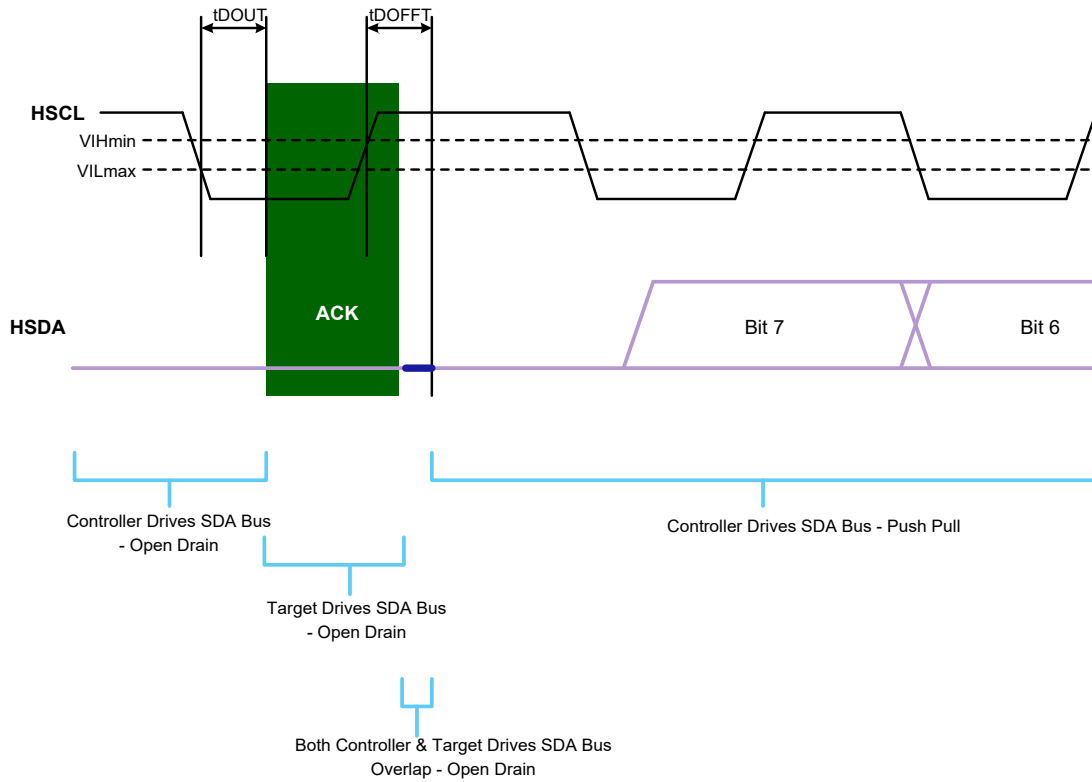 tDOUT
tDOFFT
HSCL
VIHmin
VILmax
ACK
HSDA
Bit 7
Bit 6
Controller Drives SDA Bus
- Open Drain
Controller Drives SDA Bus - Push Pull
Target Drives SDA Bus
- Open Drain
Both Controller & Target Drives SDA Bus
Overlap - Open Drain